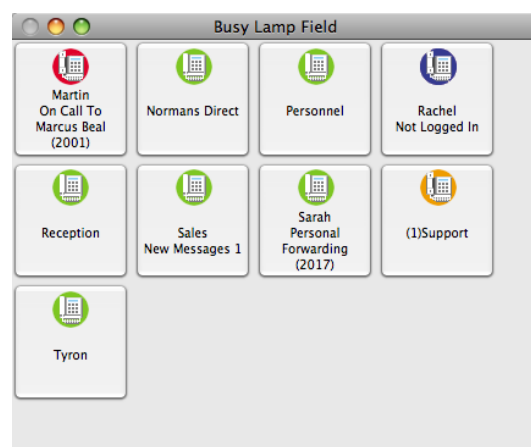 Busy Lamp Field
Martin
On Call To
Marcus Beal
(2001)
Normans Direct
Personnel
Rachel
Not Logged In
Reception
Sales
New Messages 1
Sarah
Personal
Forwarding
(2017)
(1)Support
Tyron